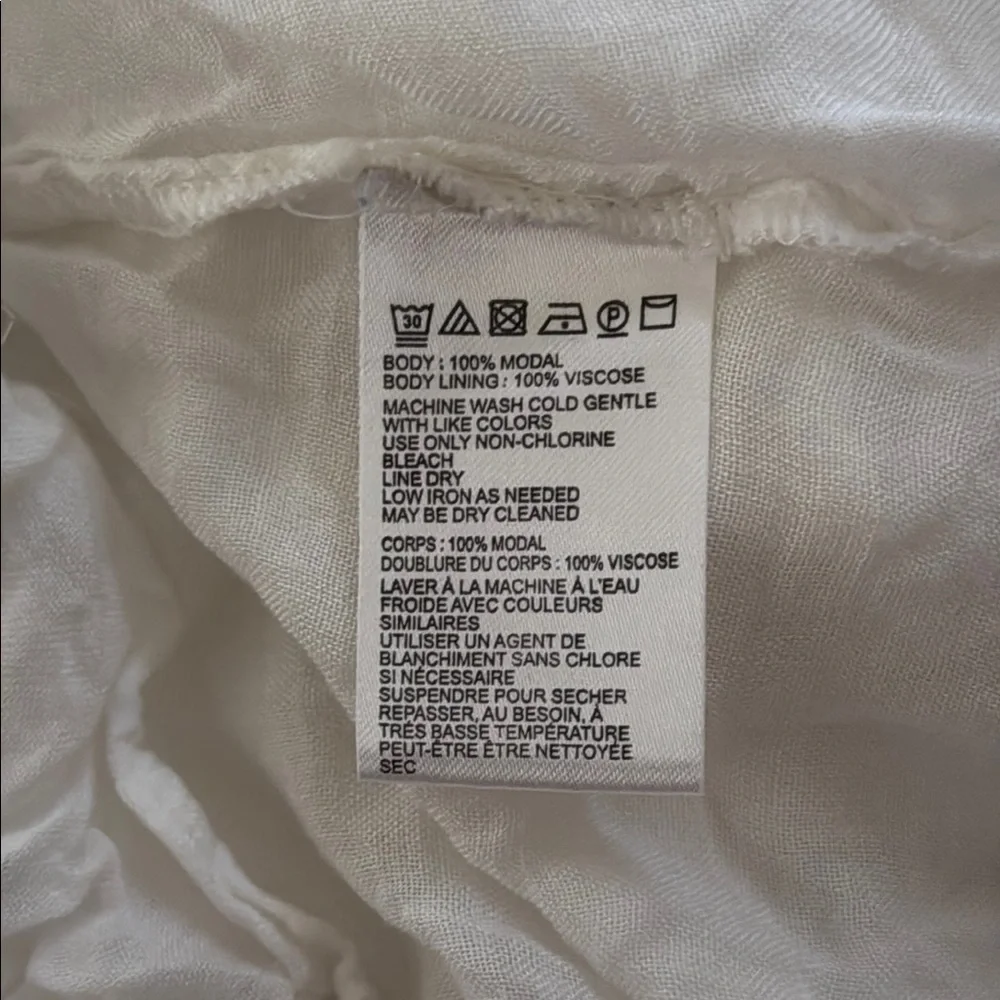 30 P
BODY : 100% MODAL
BODY LINING : 100% VISCOSE
MACHINE WASH COLD GENTLE
WITH LIKE COLORS
USE ONLY NON-CHLORINE
BLEACH
LINE DRY
LOW IRON AS NEEDED
MAY BE DRY CLEANED
CORPS : 100% MODAL
DOUBLURE DU CORPS : 100% VISCOSE
LAVER À LA MACHINE À L'EAU
FROIDE AVEC COULEURS
SIMILAIRES
UTILISER UN AGENT DE
BLANCHIMENT SANS CHLORE
SI NÉCESSAIRE
SUSPENDRE POUR SECHER
REPASSER, AU BESOIN, À
TRÉS BASSE TEMPÉRATURE
PEUT-ÊTRE ÊTRE NETTOYÉE
SEC